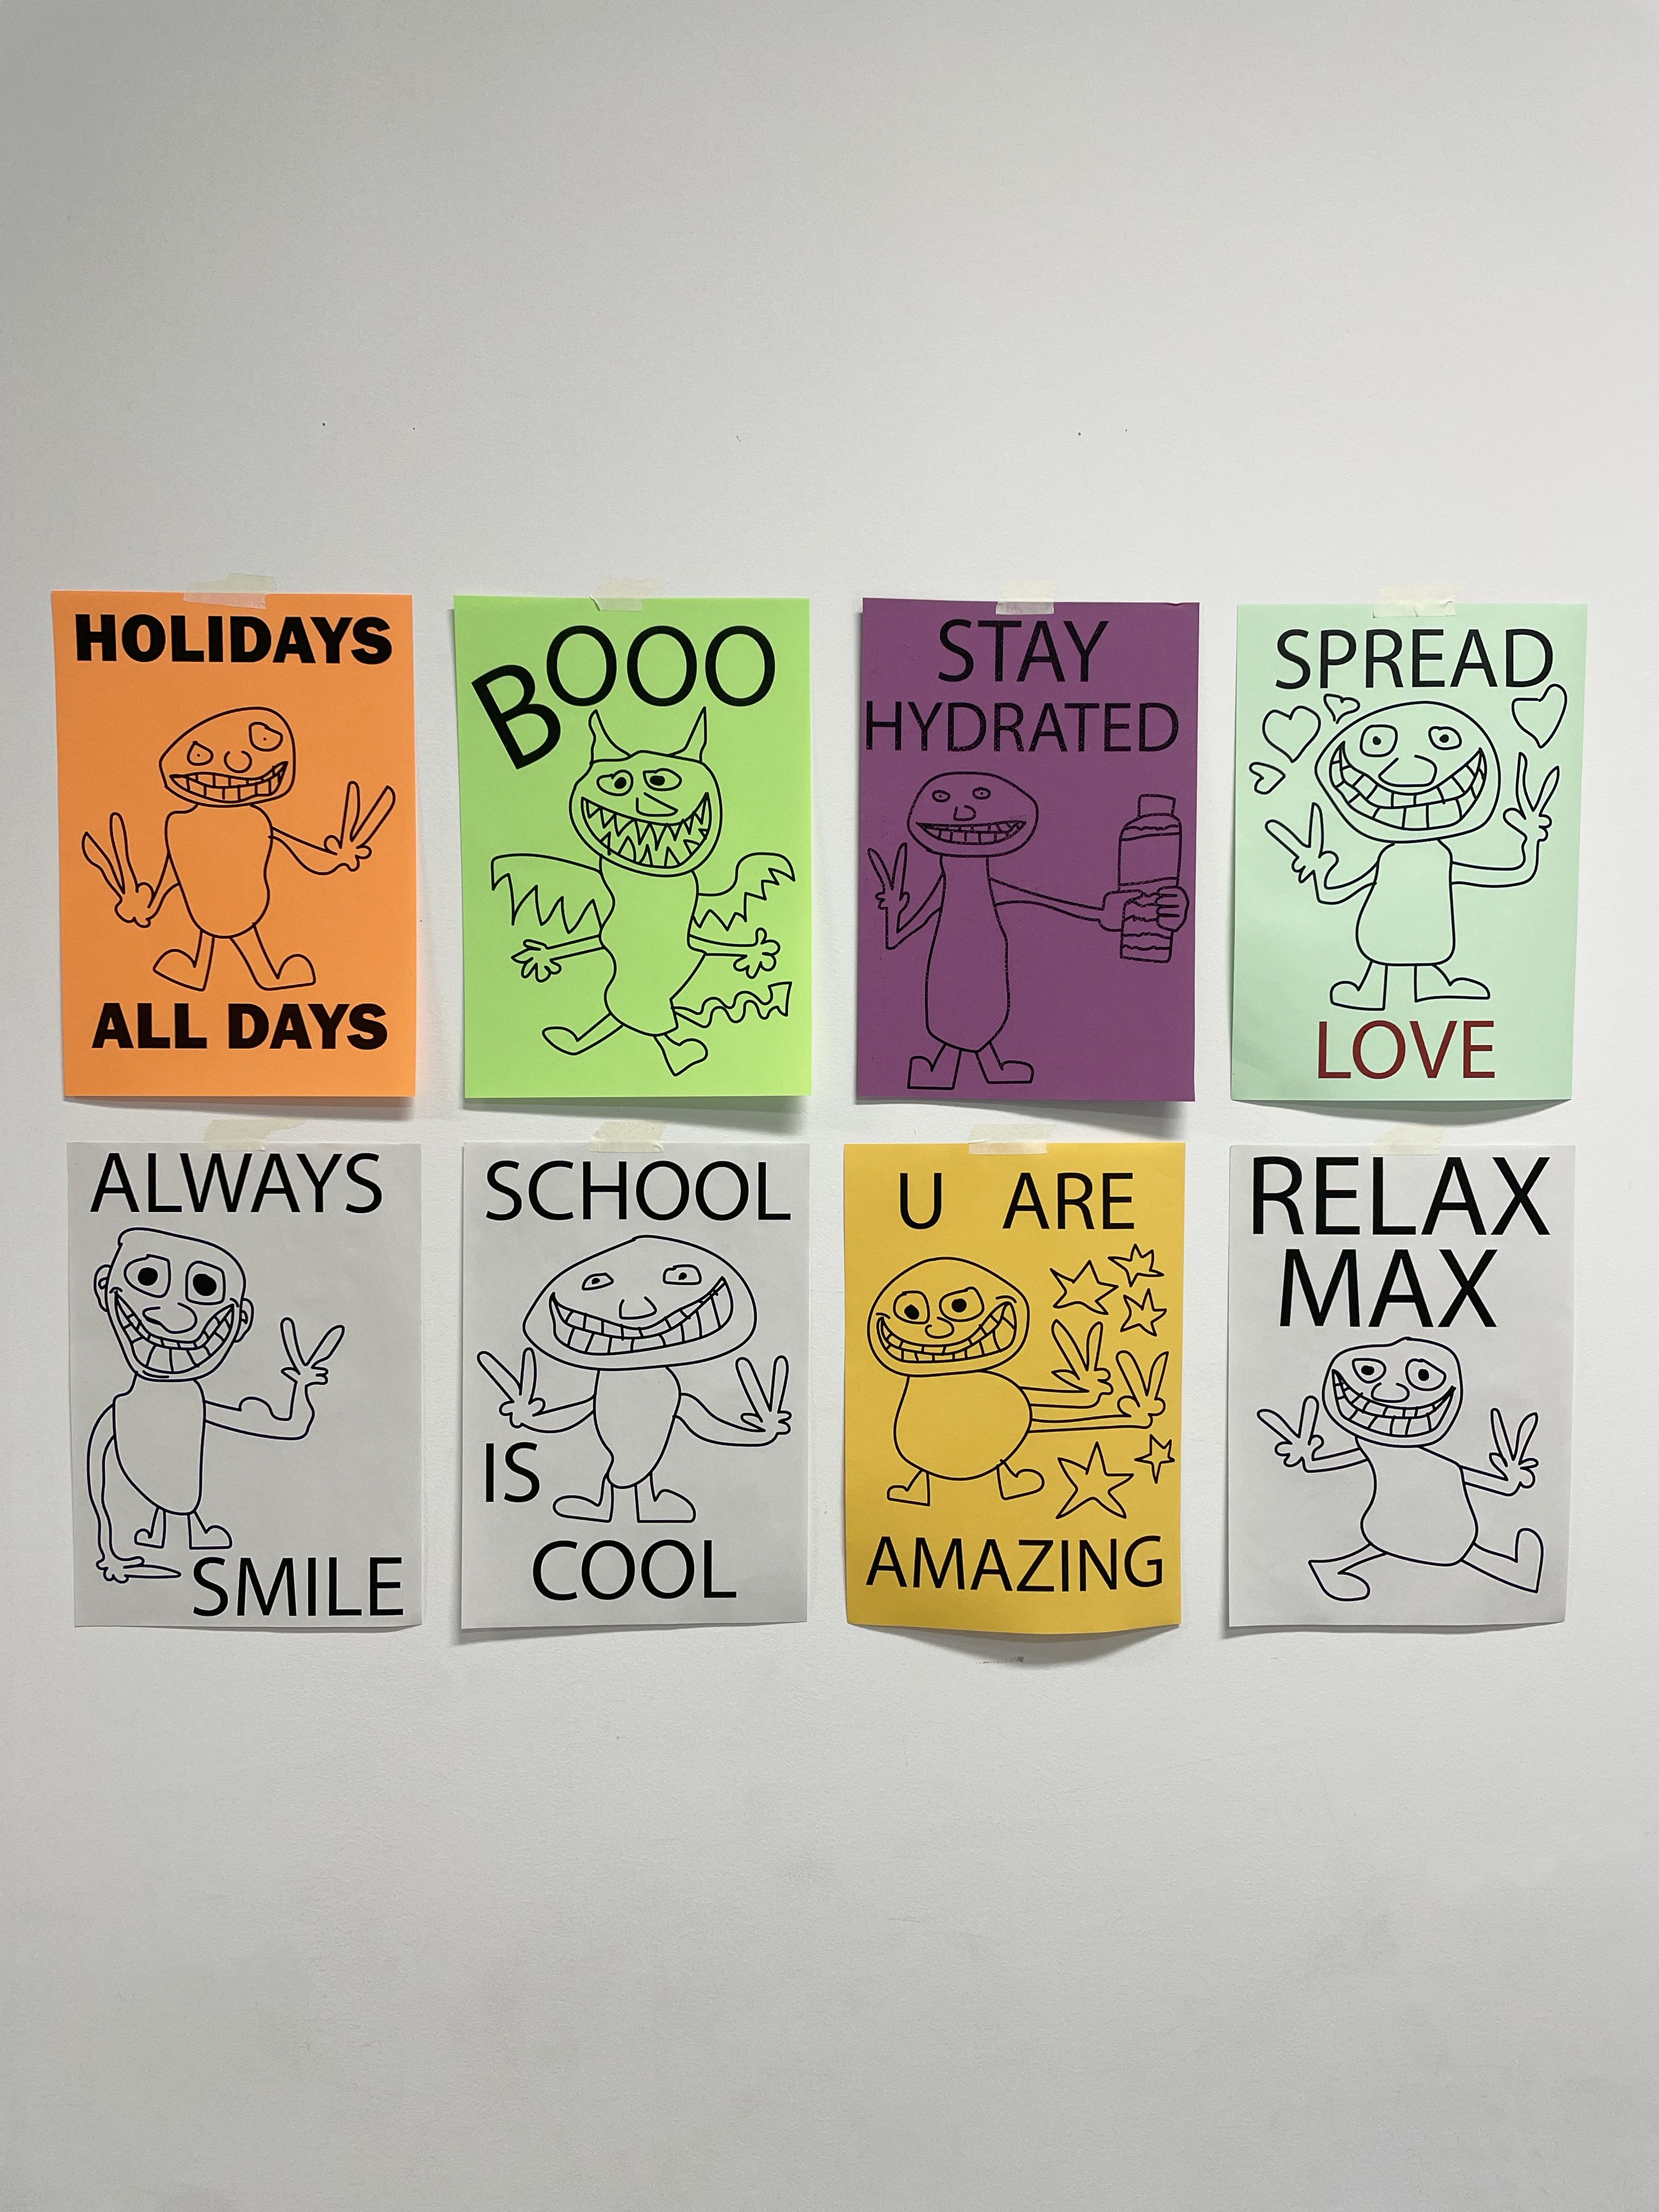 HOLIDAYS
ALL DAYS
BOOO
STAY
HYDRATED
SPREAD
LOVE
ALWAYS
SMILE
SCHOOL
IS
COOL
U ARE
AMAZING
RELAX
MAX